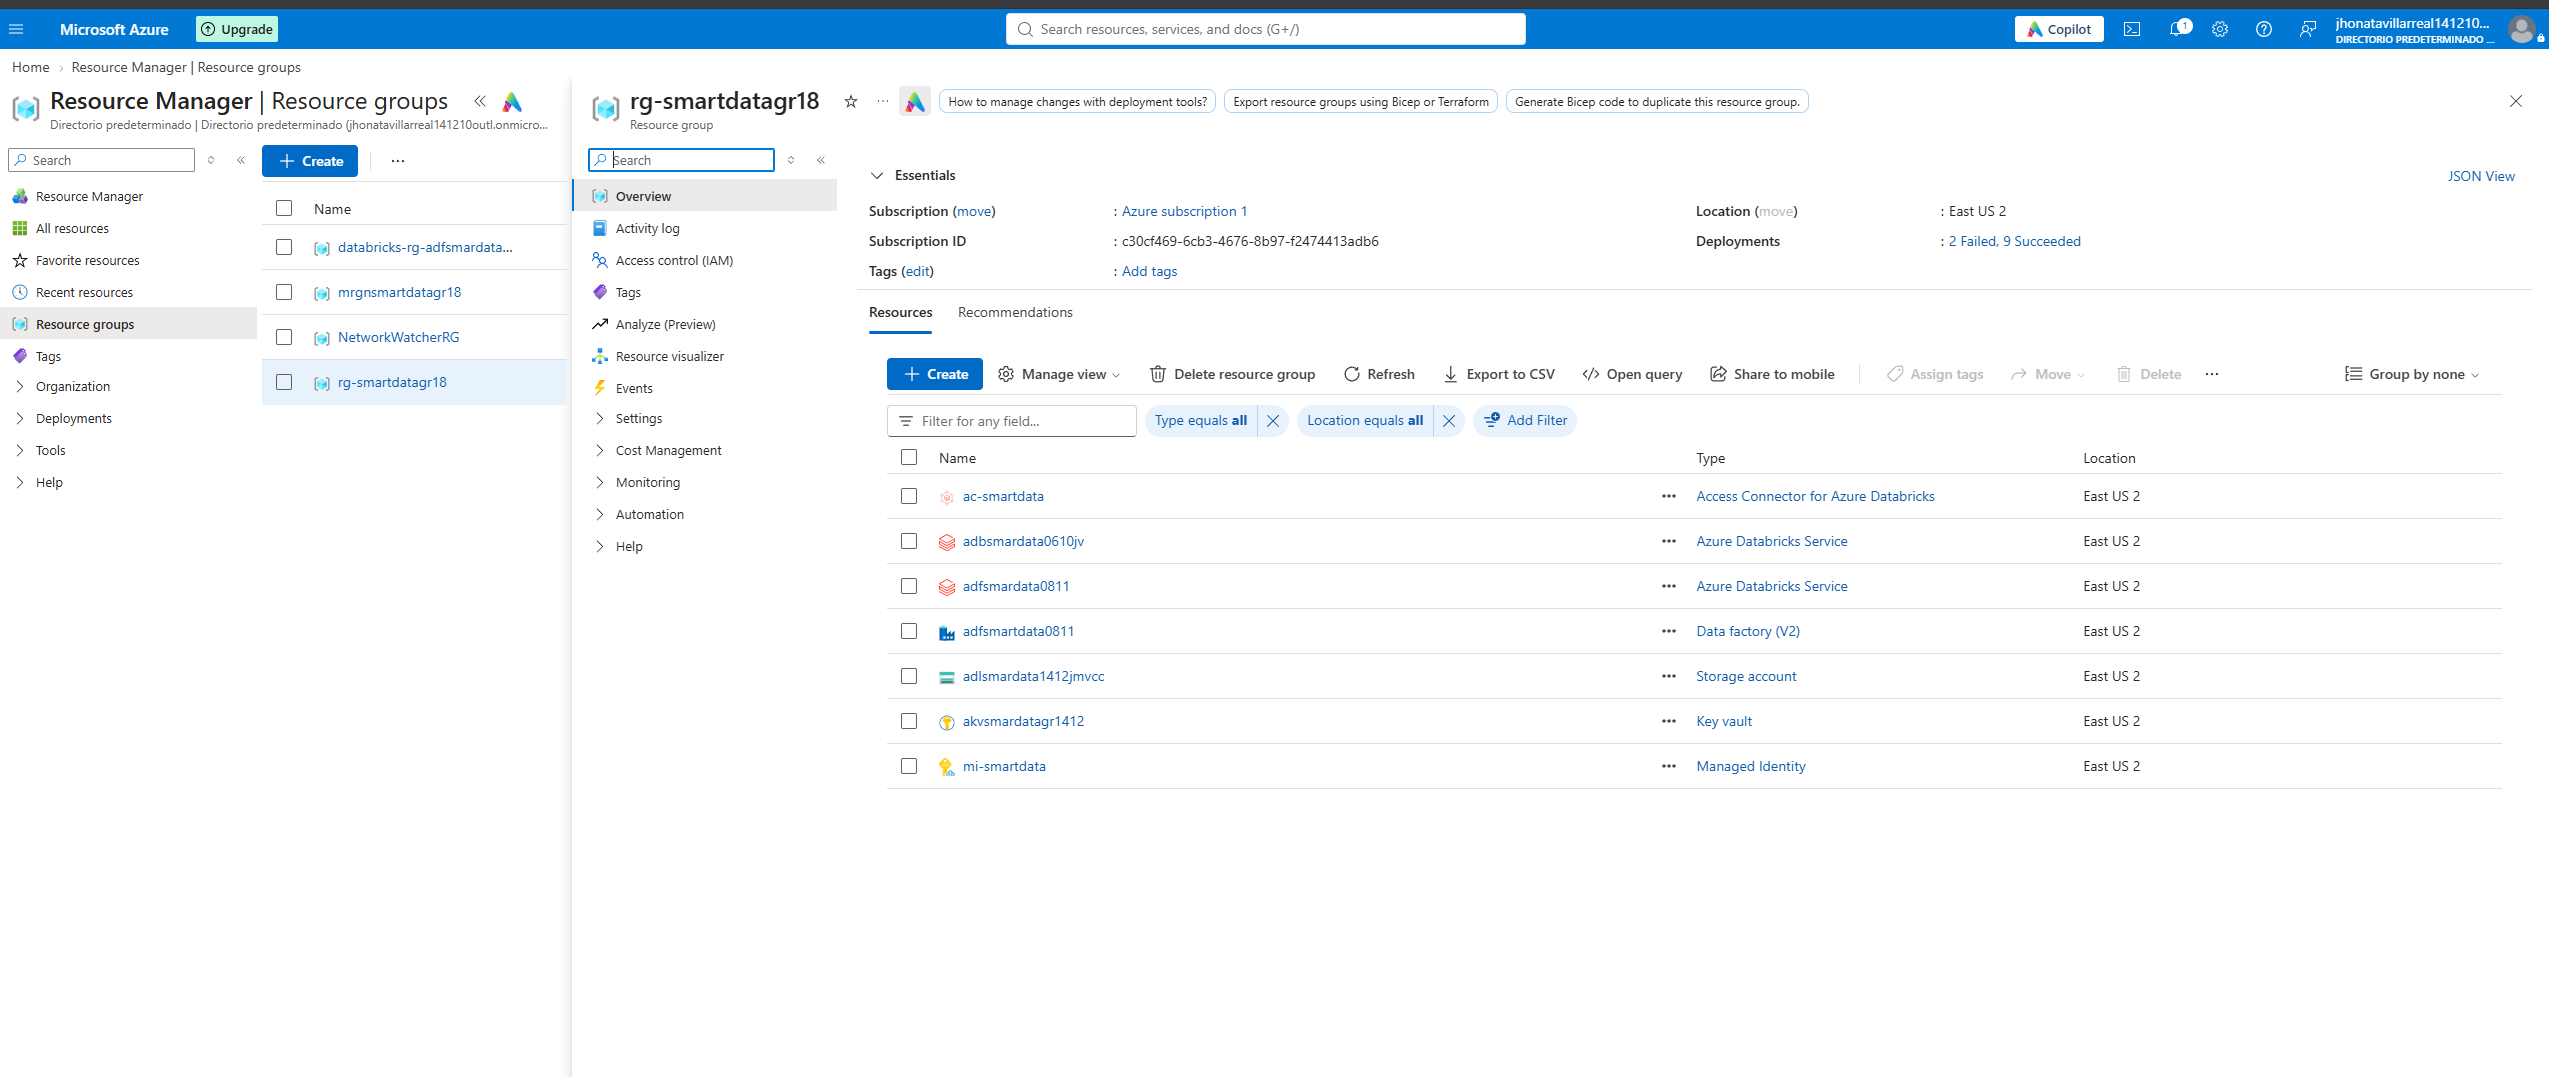 Microsoft Azure
Upgrade
Search resources, services, and docs (G+/)
Copilot
1
jhonatavillarreal141210...
DIRECTORIO PREDETERMINADO ...
Home > Resource Manager | Resource groups
Resource Manager | Resource groups
Directorio predeterminado | Directorio predeterminado (jhonatavillarreal141210outl.onmicro...
Search
Create
Resource Manager
All resources
Favorite resources
Recent resources
Resource groups
Tags
Organization
Deployments
Tools
Help
Name
databricks-rg-adfsmardata...
mrgnsmartdatagr18
NetworkWatcherRG
rg-smartdatagr18
rg-smartdatagr18
Resource group
How to manage changes with deployment tools?
Export resource groups using Bicep or Terraform
Generate Bicep code to duplicate this resource group.
Search
Overview
Activity log
Access control (IAM)
Tags
Analyze (Preview)
Resource visualizer
Events
Settings
Cost Management
Monitoring
Automation
Help
Essentials
JSON View
Subscription (move) : Azure subscription 1
Subscription ID : c30cf469-6cb3-4676-8b97-f2474413adb6
Tags (edit) : Add tags
Location (move) : East US 2
Deployments : 2 Failed, 9 Succeeded
Resources Recommendations
Create Manage view Delete resource group Refresh Export to CSV Open query Share to mobile Assign tags Move Delete Group by none
Filter for any field... Type equals all Location equals all Add Filter
Name Type Location
ac-smartdata Access Connector for Azure Databricks East US 2
adbsmardata0610jv Azure Databricks Service East US 2
adfsmardata0811 Azure Databricks Service East US 2
adfsmartdata0811 Data factory (V2) East US 2
adlsmardata1412jmvcc Storage account East US 2
akvsmardatagr1412 Key vault East US 2
mi-smartdata Managed Identity East US 2